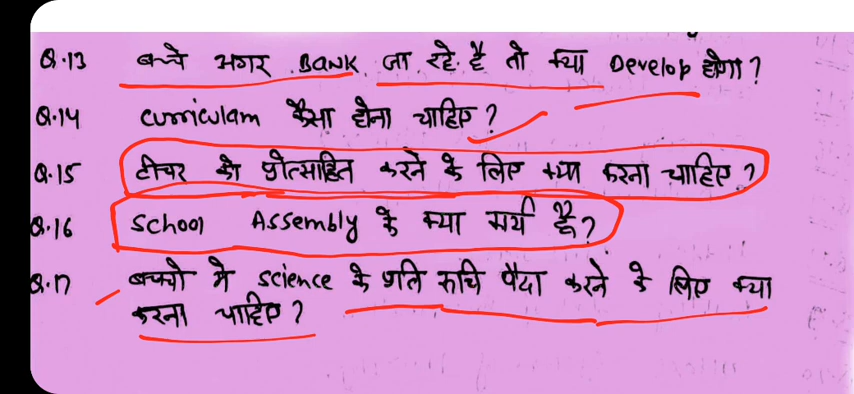 Q.13 बच्चे अगर BANK जा रहे है तो क्या Develop होगा?
Q.14 curriculam कैसा होना चाहिए?
Q.15 टीचर को प्रोत्साहित करने के लिए क्या करना चाहिए?
Q.16 School Assembly के क्या मर्य हैं?
Q.17 बच्चो मे science के प्रति रुचि पैदा करने के लिए क्या
करना चाहिए?